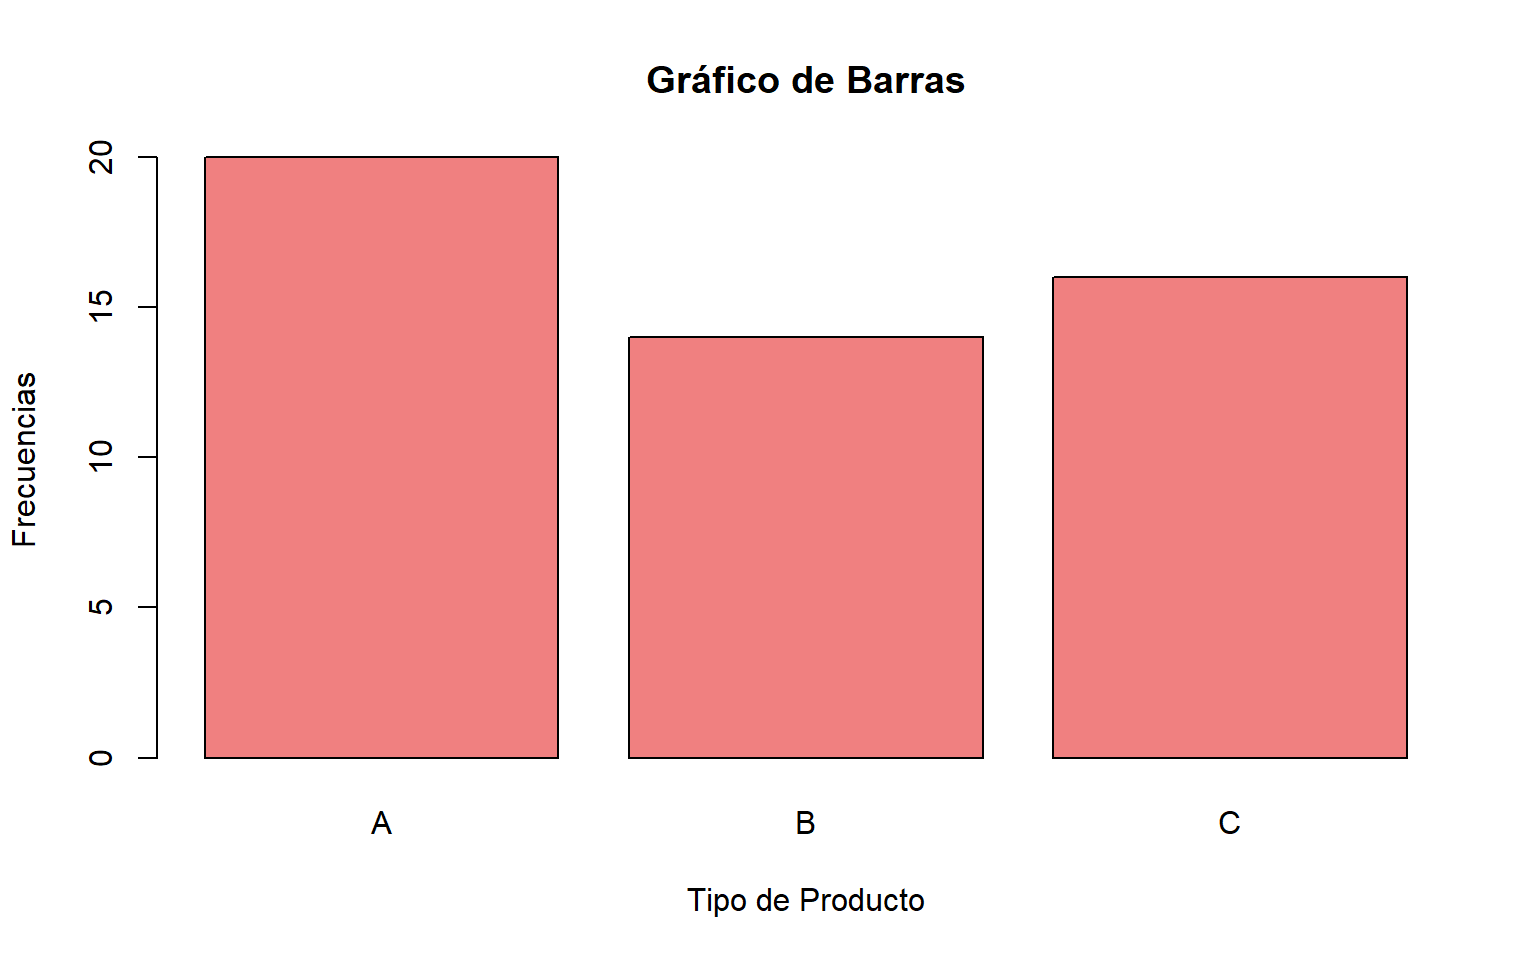 Gráfico de Barras
Frecuencias
20
15
10
5
0
A B C
Tipo de Producto